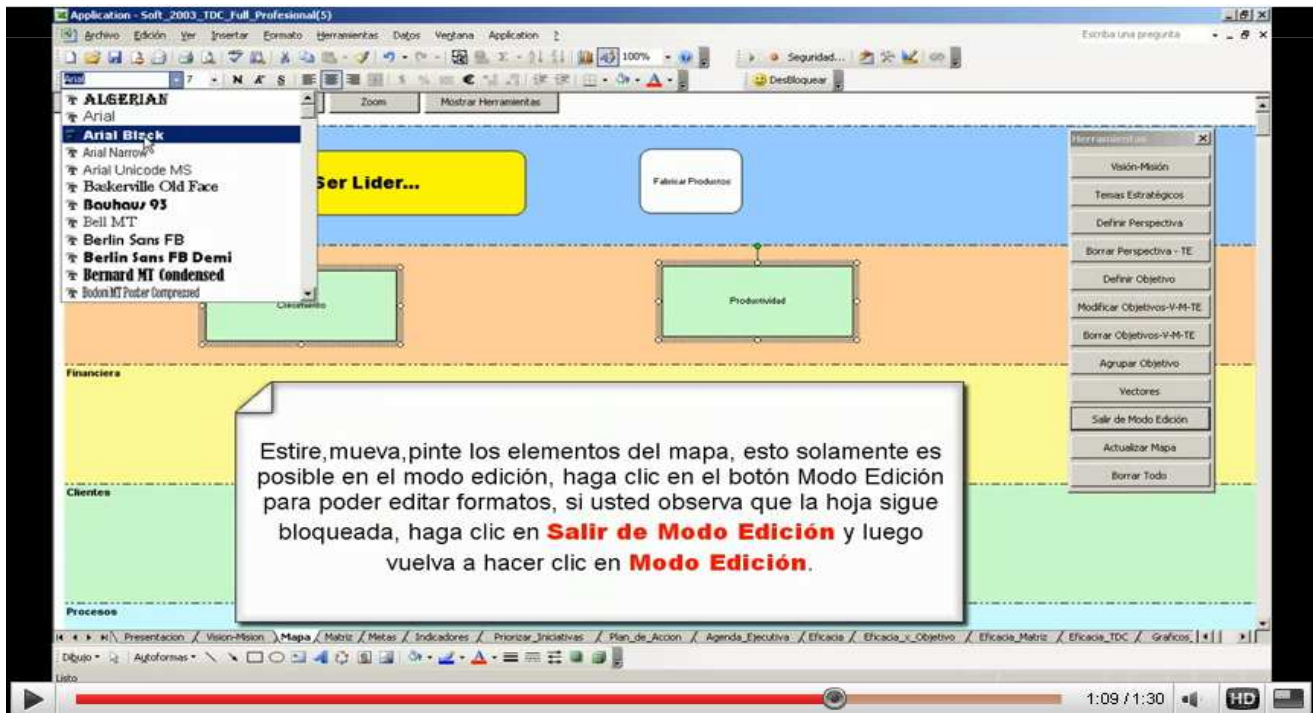 Application - Soft_2003_TDC_Full_Profesional(5)
Archivo Edición Ver Insertar Formato Herramientas Datos Ventana Application ? Escriba una pregunta
100% Seguridad...
Arial 7 N K S € DesBloquear
ALGERIAN
Arial
Arial Black
Arial Narrow
Arial Unicode MS
Baskerville Old Face
Bauhaus 93
Bell MT
Berlin Sans FB
Berlin Sans FB Demi
Bernard MT Condensed
Bodoni MT Poster Compressed
Zoom Mostrar Herramientas
Ser Lider...
Fabricar Productos
Crecimiento
Productividad
Herramientas
Visión-Misión
Temas Estratégicos
Definir Perspectiva
Borrar Perspectiva - TE
Definir Objetivo
Modificar Objetivos-V-M-TE
Borrar Objetivos-V-M-TE
Agrupar Objetivo
Vectores
Salir de Modo Edición
Actualizar Mapa
Borrar Todo
Financiera
Clientes
Procesos
Estire,mueva,pinte los elementos del mapa, esto solamente es
posible en el modo edición, haga clic en el botón Modo Edición
para poder editar formatos, si usted observa que la hoja sigue
bloqueada, haga clic en Salir de Modo Edición y luego
vuelva a hacer clic en Modo Edición.
Presentacion / Vision-Mision / Mapa / Matriz / Metas / Indicadores / Priorizar_Iniciativas / Plan_de_Accion / Agenda_Ejecutiva / Eficacia / Eficacia_x_Objetivo / Eficacia_Matriz / Eficacia_TDC / Graficos_
Dibujo Autoformas
Listo
1:09 / 1:30 HD